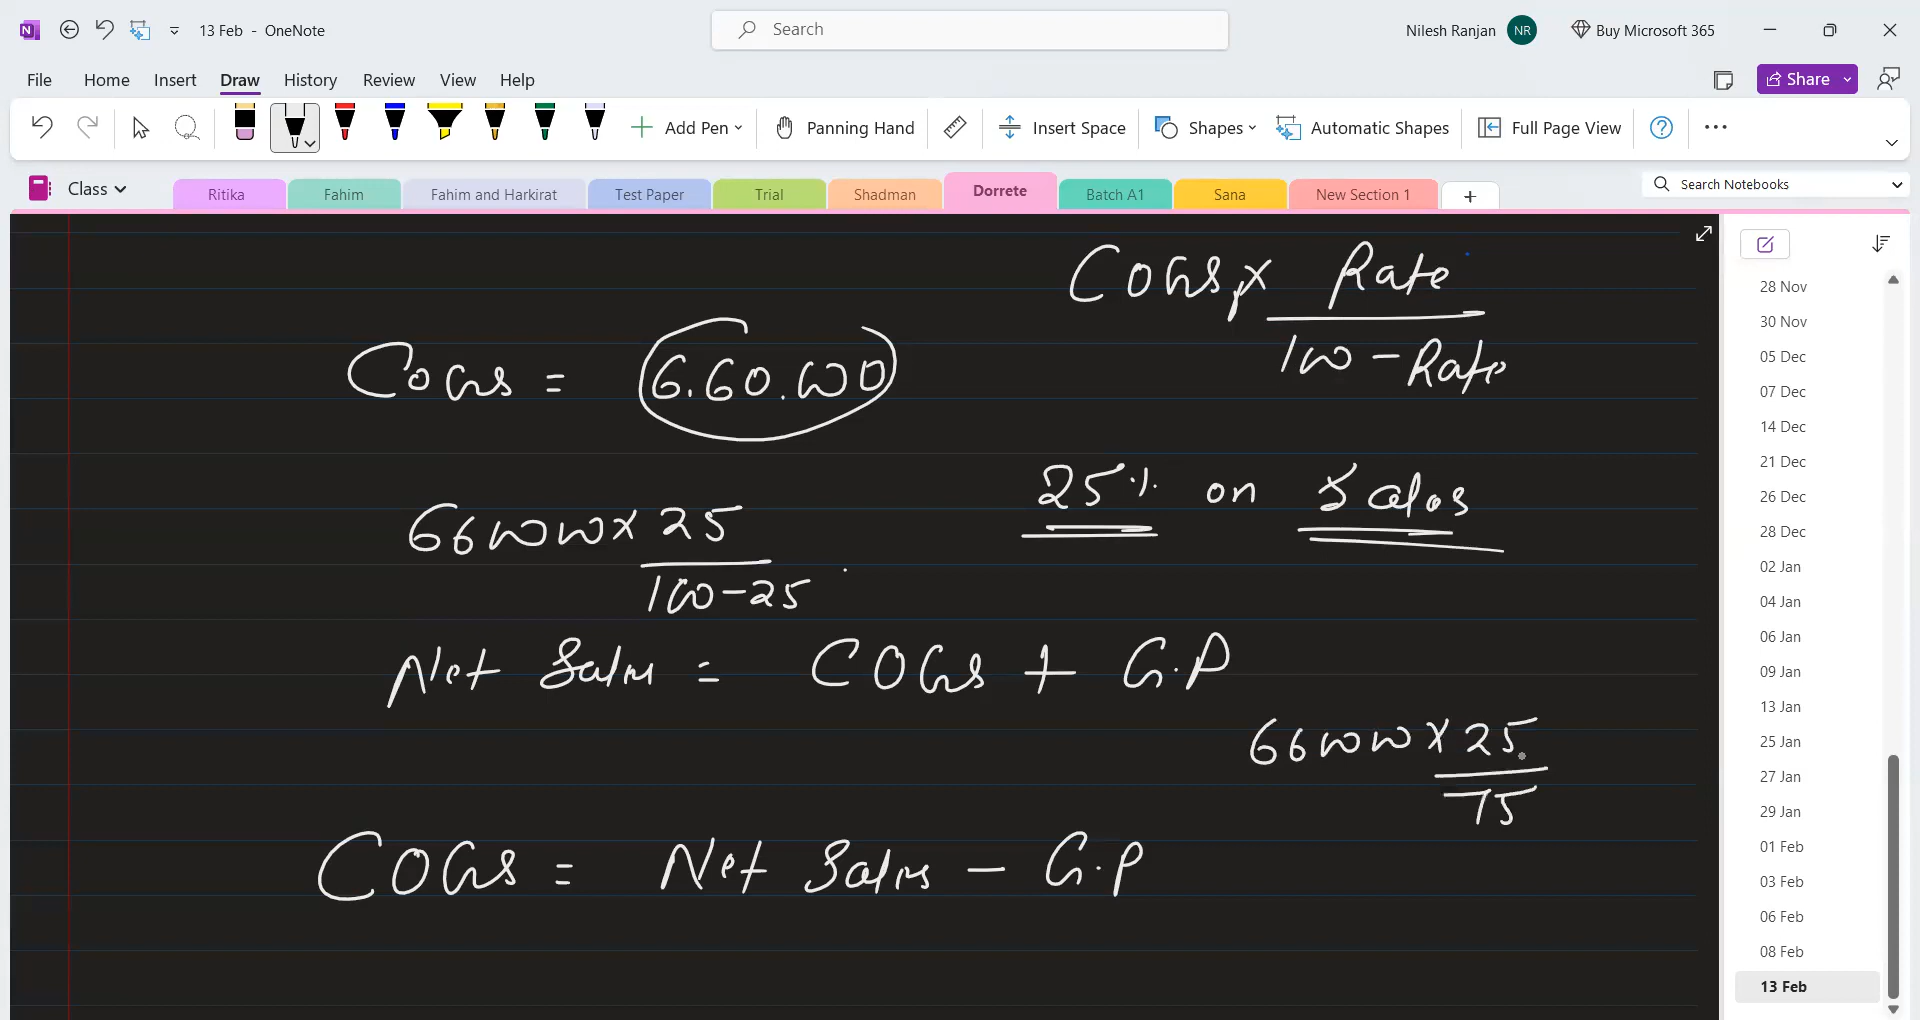 13 Feb - OneNote
Search
Nilesh Ranjan NR
Buy Microsoft 365
File Home Insert Draw History Review View Help
Share
Add Pen
Panning Hand
Insert Space
Shapes
Automatic Shapes
Full Page View
Class
Ritika
Fahim
Fahim and Harkirat
Test Paper
Trial
Shadman
Dorrete
Batch A1
Sana
New Section 1
+
Search Notebooks
COGS, x Rate
100 - Rate
COGS = 6.60.000
25% on Sales
660000 x 25
100 - 25
Net Sales = COGS + G.P
660000 x 25
75
COGS = Net Sales - G.P
28 Nov
30 Nov
05 Dec
07 Dec
14 Dec
21 Dec
26 Dec
28 Dec
02 Jan
04 Jan
06 Jan
09 Jan
13 Jan
25 Jan
27 Jan
29 Jan
01 Feb
03 Feb
06 Feb
08 Feb
13 Feb